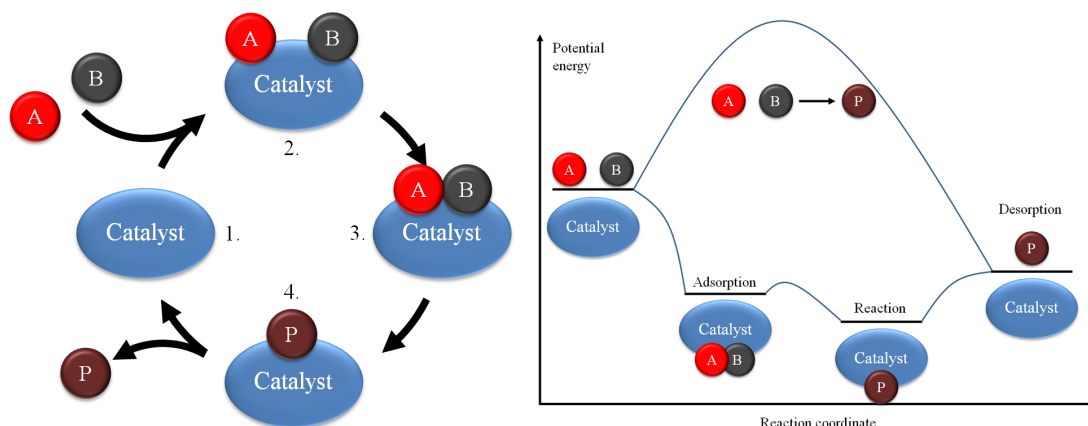 A
B
Catalyst
2.
B
A
A
B
Catalyst
3.
Catalyst
1.
4.
P
Catalyst
P
Potential
energy
A
B
P
A
B
Catalyst
Desorption
P
Catalyst
Adsorption
Catalyst
A
B
Reaction
Catalyst
P
Reaction coordinate